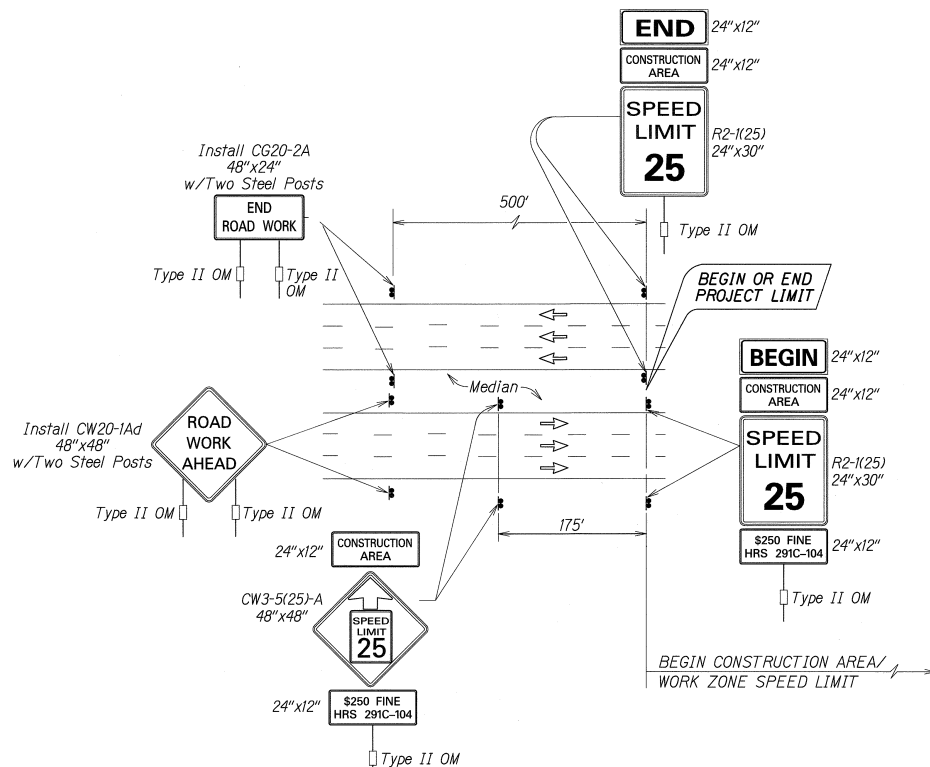 END
24"x12"
CONSTRUCTION
AREA
24"x12"
SPEED
LIMIT
25
R2-1(25)
24"x30"
Type II OM
Install CG20-2A
48"x24"
w/Two Steel Posts
END
ROAD WORK
Type II OM
Type II
OM
500'
BEGIN OR END
PROJECT LIMIT
Median
BEGIN
24"x12"
CONSTRUCTION
AREA
24"x12"
SPEED
LIMIT
25
R2-1(25)
24"x30"
$250 FINE
HRS 291C-104
24"x12"
Type II OM
Install CW20-1Ad
48"x48"
w/Two Steel Posts
ROAD
WORK
AHEAD
Type II OM
Type II OM
175'
24"x12"
CONSTRUCTION
AREA
CW3-5(25)-A
48"x48"
SPEED
LIMIT
25
24"x12"
$250 FINE
HRS 291C-104
Type II OM
BEGIN CONSTRUCTION AREA/
WORK ZONE SPEED LIMIT